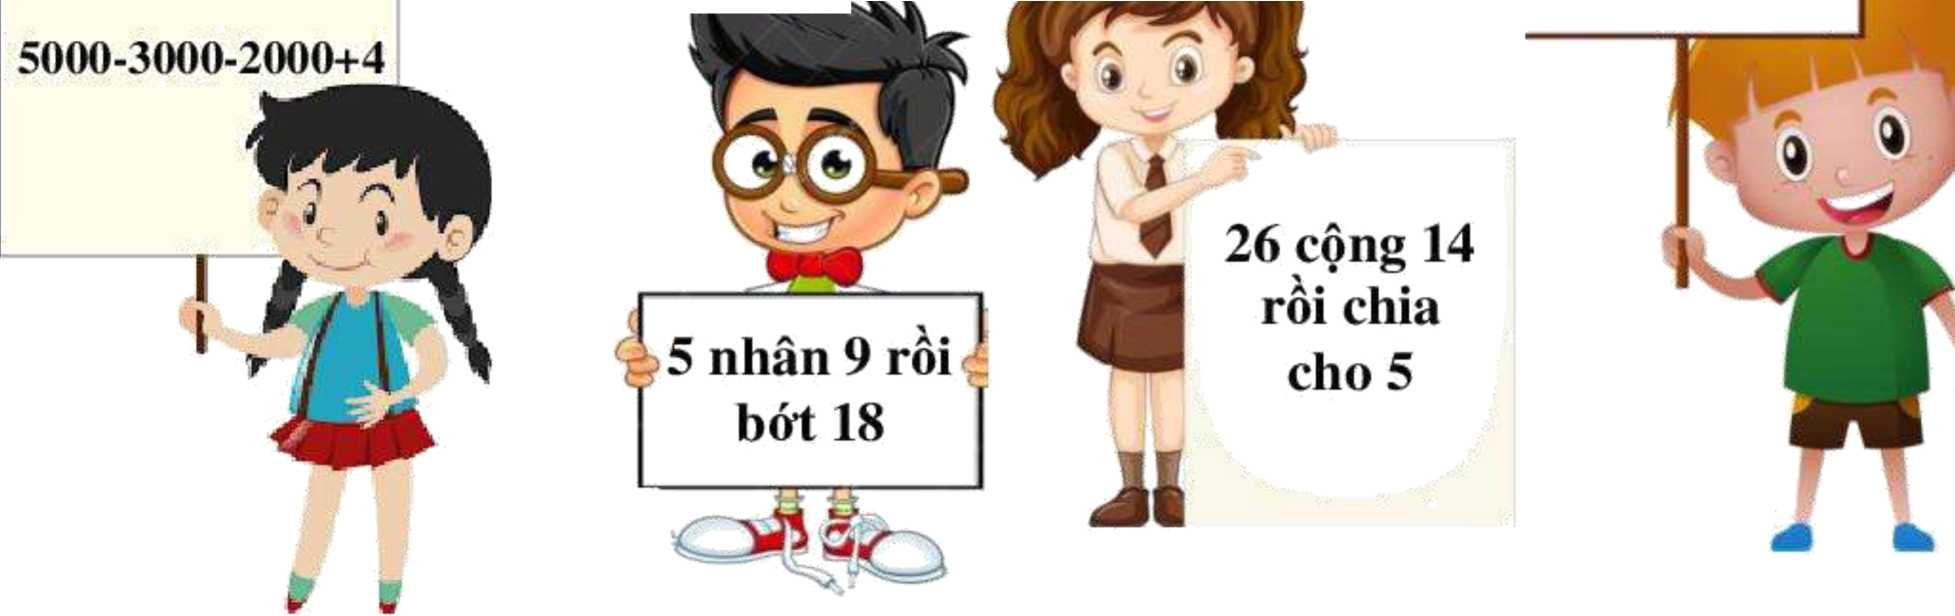 5000-3000-2000+4
5 nhân 9 rồi
bớt 18
26 cộng 14
rồi chia
cho 5